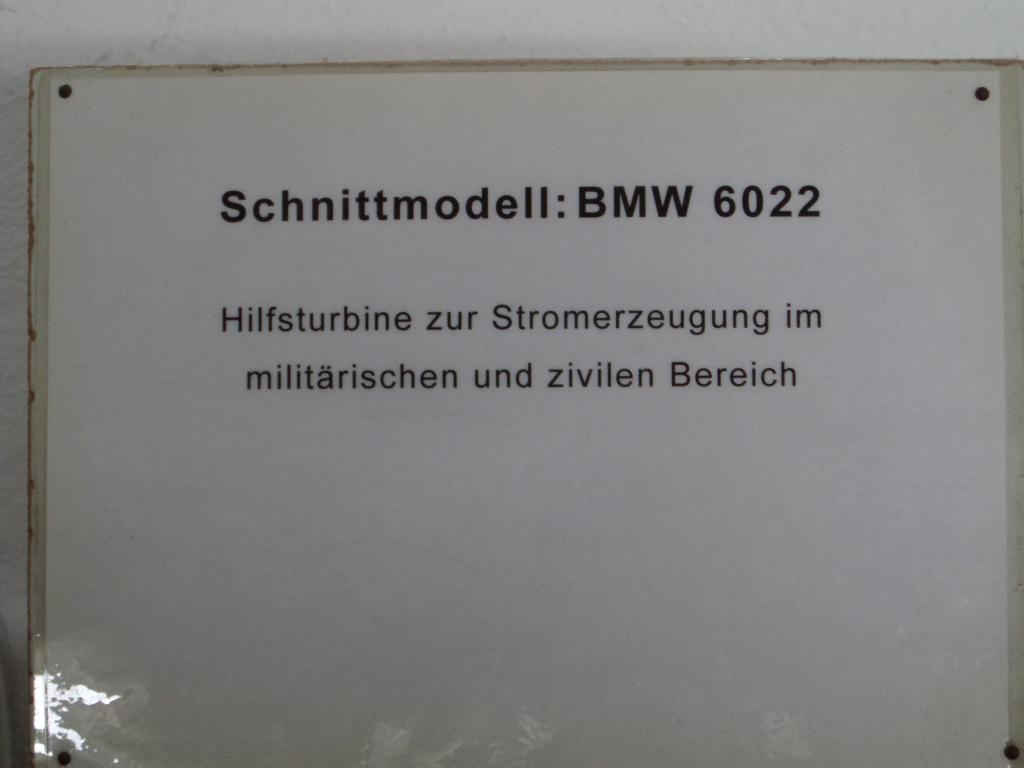 Schnittmodell: BMW 6022
Hilfsturbine zur Stromerzeugung im
militärischen und zivilen Bereich